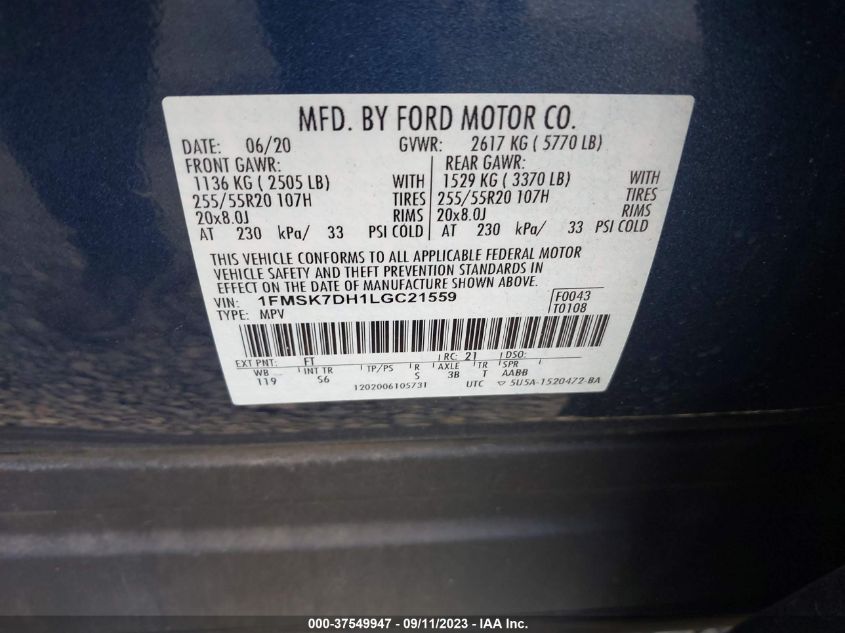 MFD. BY FORD MOTOR CO.
DATE: 06/20 GVWR: 2617 KG ( 5770 LB)
FRONT GAWR: REAR GAWR:
1136 KG ( 2505 LB) WITH 1529 KG ( 3370 LB) WITH
255/55R20 107H TIRES 255/55R20 107H TIRES
20x8.0J RIMS 20x8.0J RIMS
AT 230 kPa/ 33 PSI COLD AT 230 kPa/ 33 PSI COLD
THIS VEHICLE CONFORMS TO ALL APPLICABLE FEDERAL MOTOR
VEHICLE SAFETY AND THEFT PREVENTION STANDARDS IN
EFFECT ON THE DATE OF MANUFACTURE SHOWN ABOVE.
VIN: 1FMSK7DH1LGC21559 F0043
TYPE: MPV T0108
EXT PNT: FT RC: 21 DSO:
WB INT TR TP/PS R AXLE TR SPR
119 S6 S 3B T AABB
1202006105731 UTC ▽ 5U5A-1520472-BA
000-37549947 - 09/11/2023 - IAA Inc.